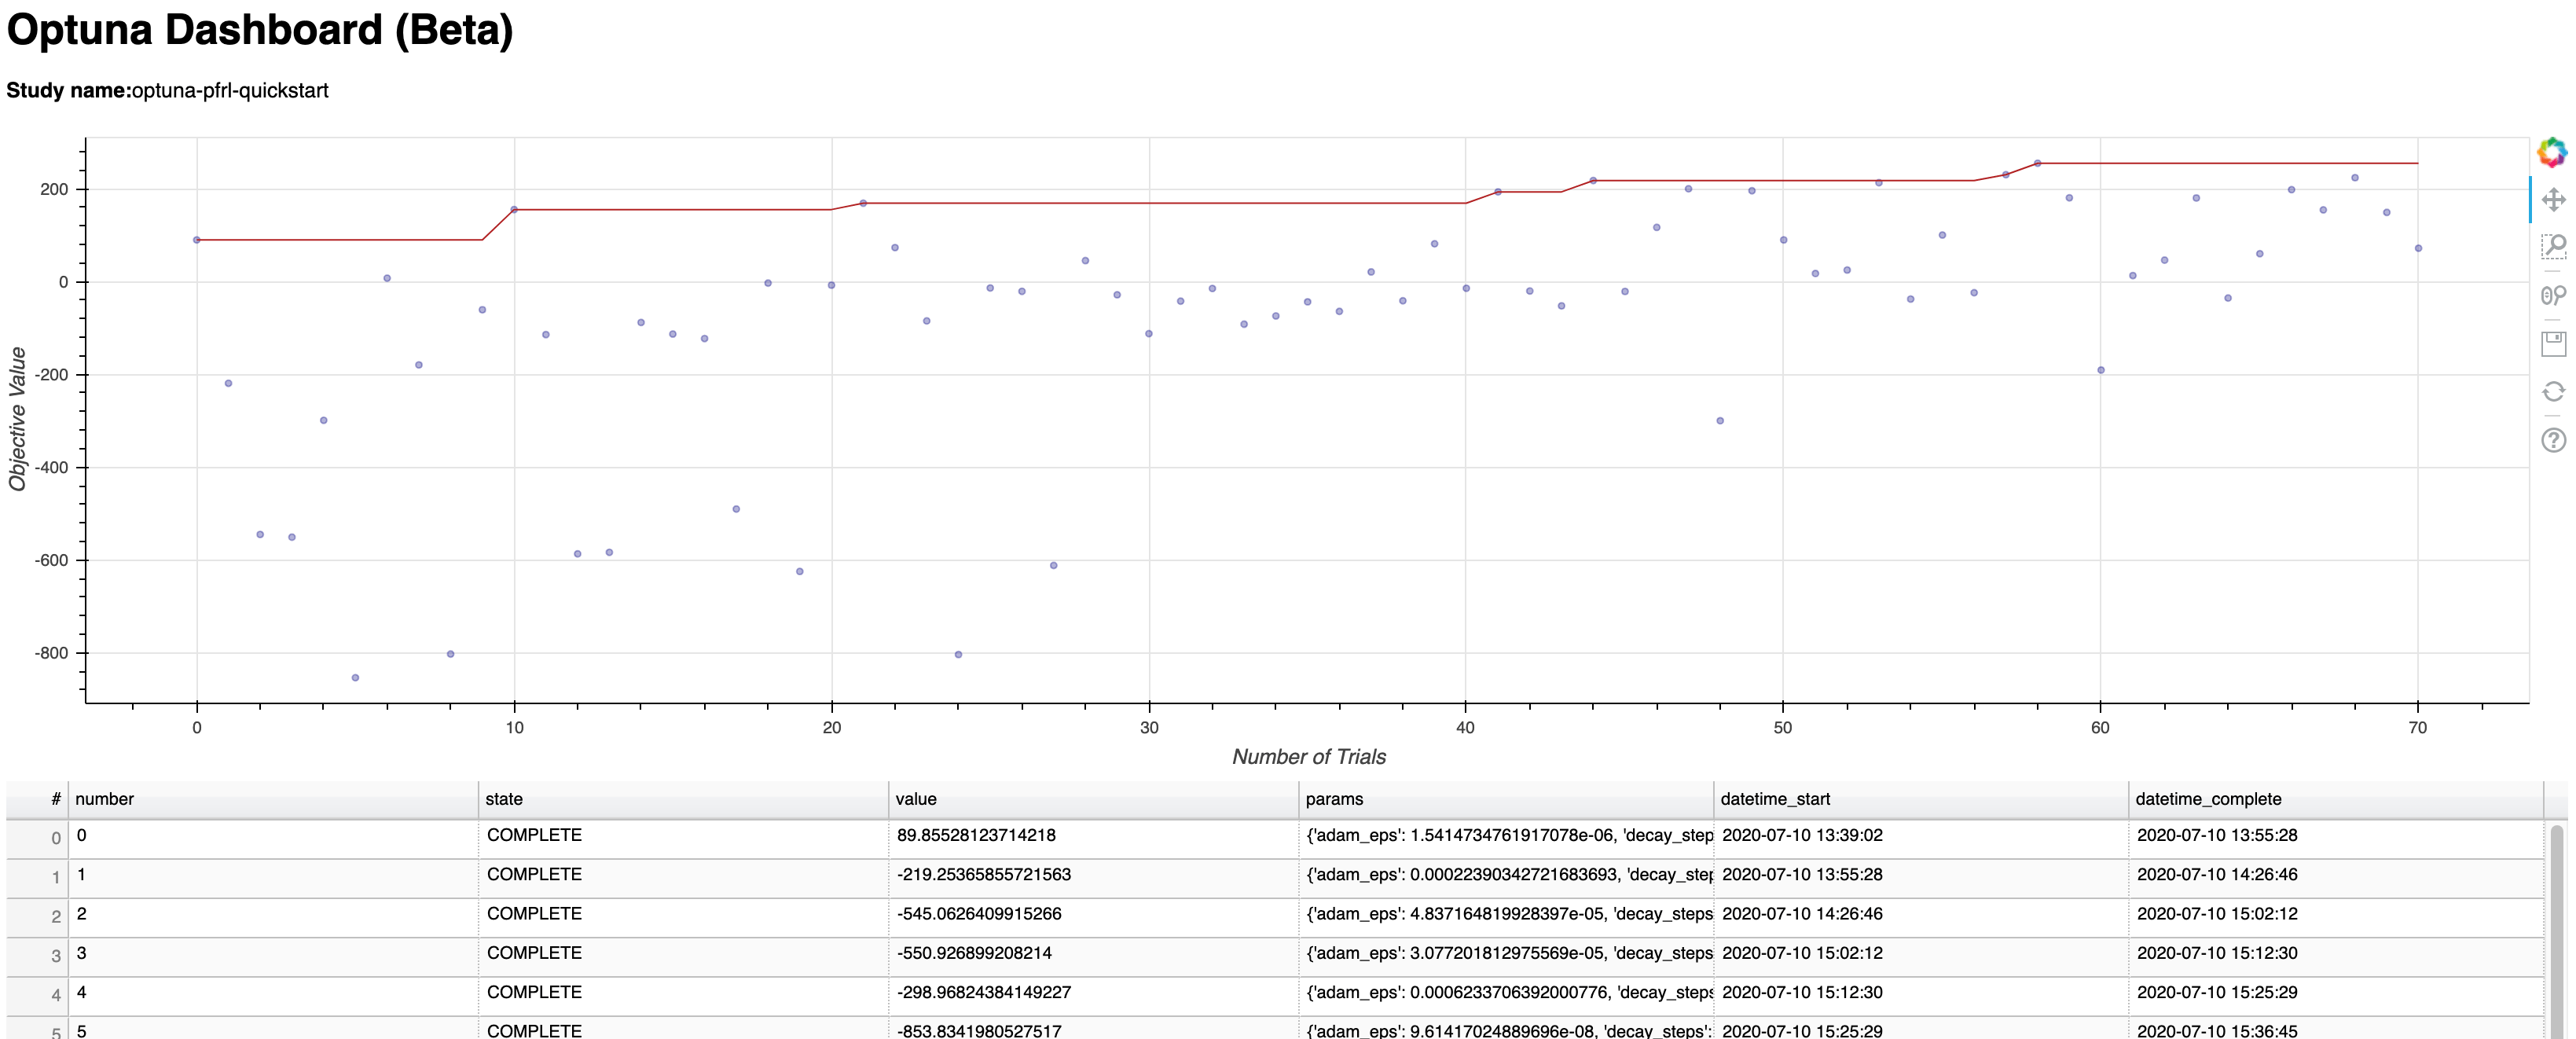 Optuna Dashboard (Beta)
Study name:optuna-pfrl-quickstart
200
0
-200
-400
-600
-800
Objective Value
0 10 20 30 40 50 60 70
Number of Trials
# number state value params datetime_start datetime_complete
0 0 COMPLETE 89.85528123714218 {'adam_eps': 1.5414734761917078e-06, 'decay_step 2020-07-10 13:39:02 2020-07-10 13:55:28
1 1 COMPLETE -219.25365855721563 {'adam_eps': 0.00022390342721683693, 'decay_step 2020-07-10 13:55:28 2020-07-10 14:26:46
2 2 COMPLETE -545.0626409915266 {'adam_eps': 4.837164819928397e-05, 'decay_steps 2020-07-10 14:26:46 2020-07-10 15:02:12
3 3 COMPLETE -550.926899208214 {'adam_eps': 3.077201812975569e-05, 'decay_steps 2020-07-10 15:02:12 2020-07-10 15:12:30
4 4 COMPLETE -298.96824384149227 {'adam_eps': 0.0006233706392000776, 'decay_steps 2020-07-10 15:12:30 2020-07-10 15:25:29
5 5 COMPLETE -853.8341980527517 {'adam_eps': 9.61417024889696e-08, 'decay_steps': 2020-07-10 15:25:29 2020-07-10 15:36:45